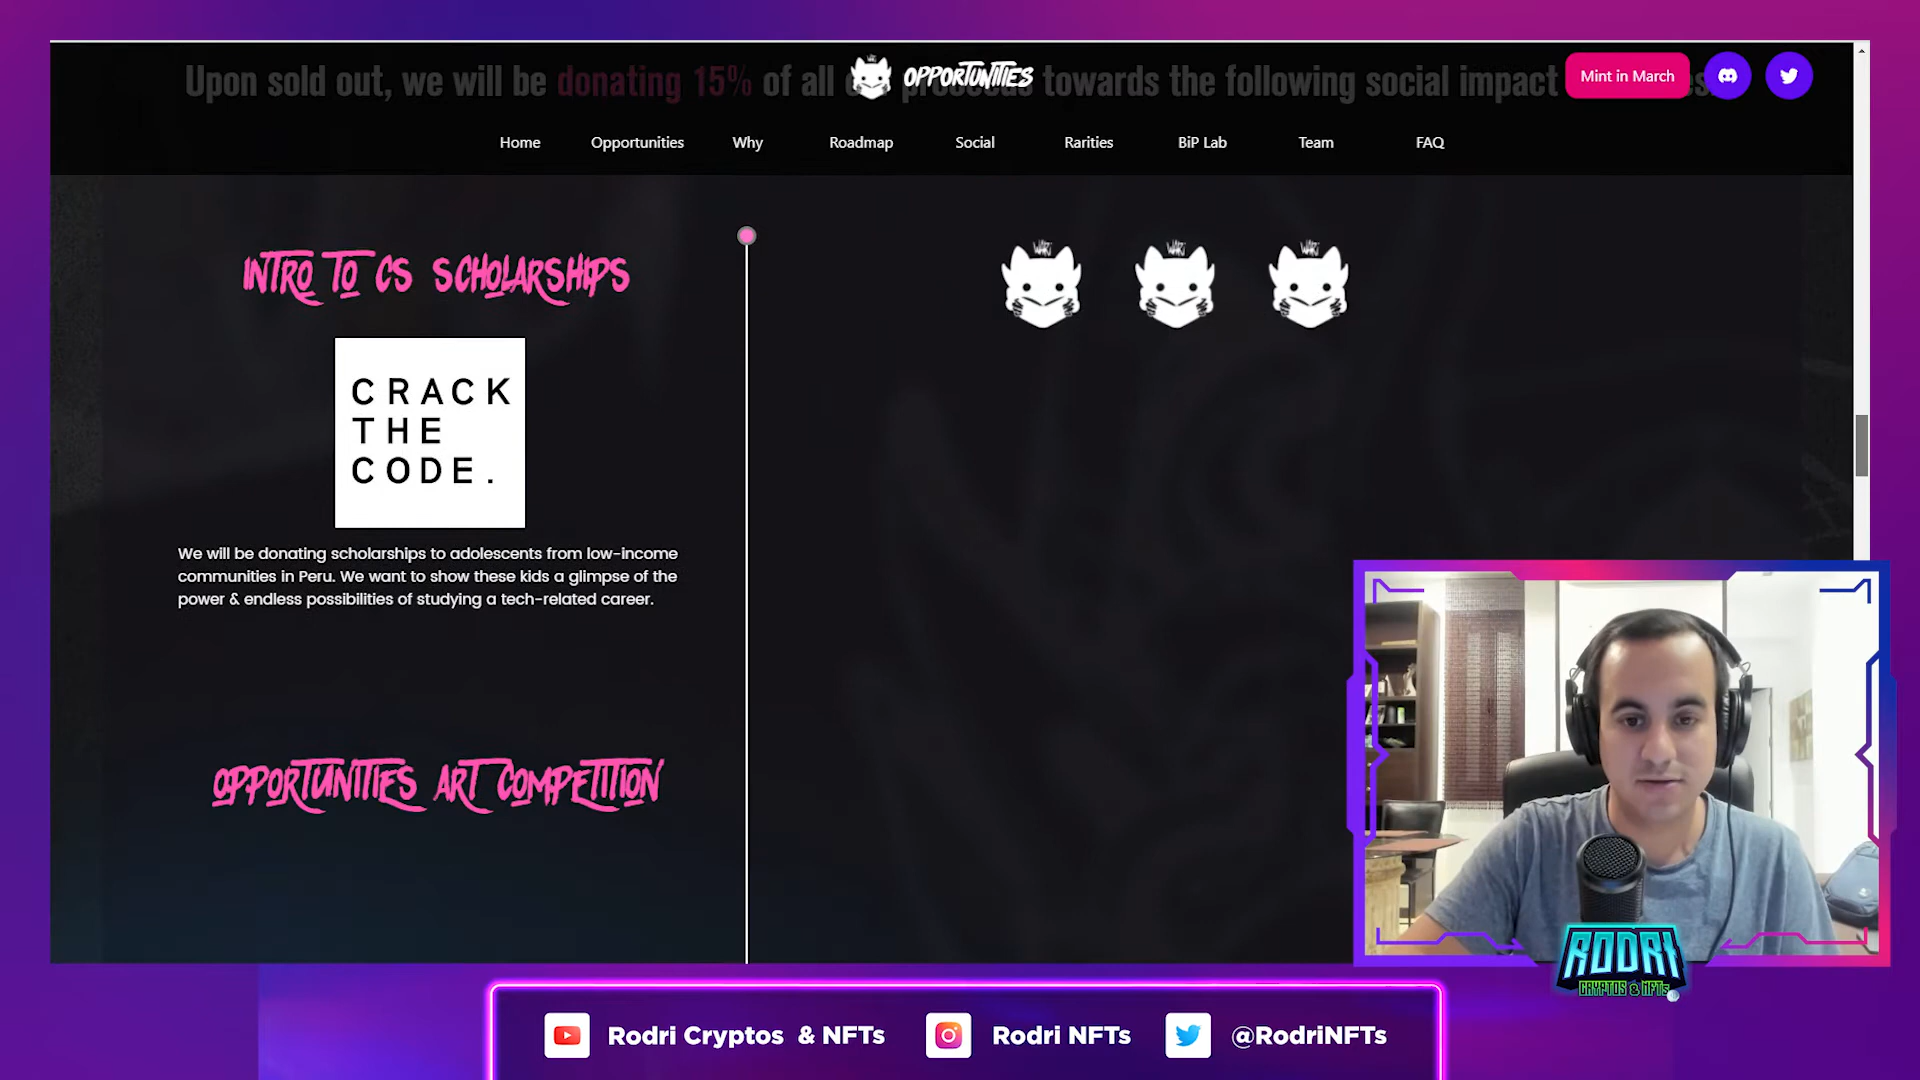 Upon sold out, we will be donating 15% of all towards the following social impact
OPPORTUNITIES
Mint in March
Home Opportunities Why Roadmap Social Rarities BiP Lab Team FAQ
INTRO TO CS SCHOLARSHIPS
WARI WARI WARI
CRACK
THE
CODE.
We will be donating scholarships to adolescents from low-income
communities in Peru. We want to show these kids a glimpse of the
power & endless possibilities of studying a tech-related career.
OPPORTUNITIES ART COMPETITION
RODRI
CRYPTOS & NFTs
Rodri Cryptos & NFTs Rodri NFTs @RodriNFTs